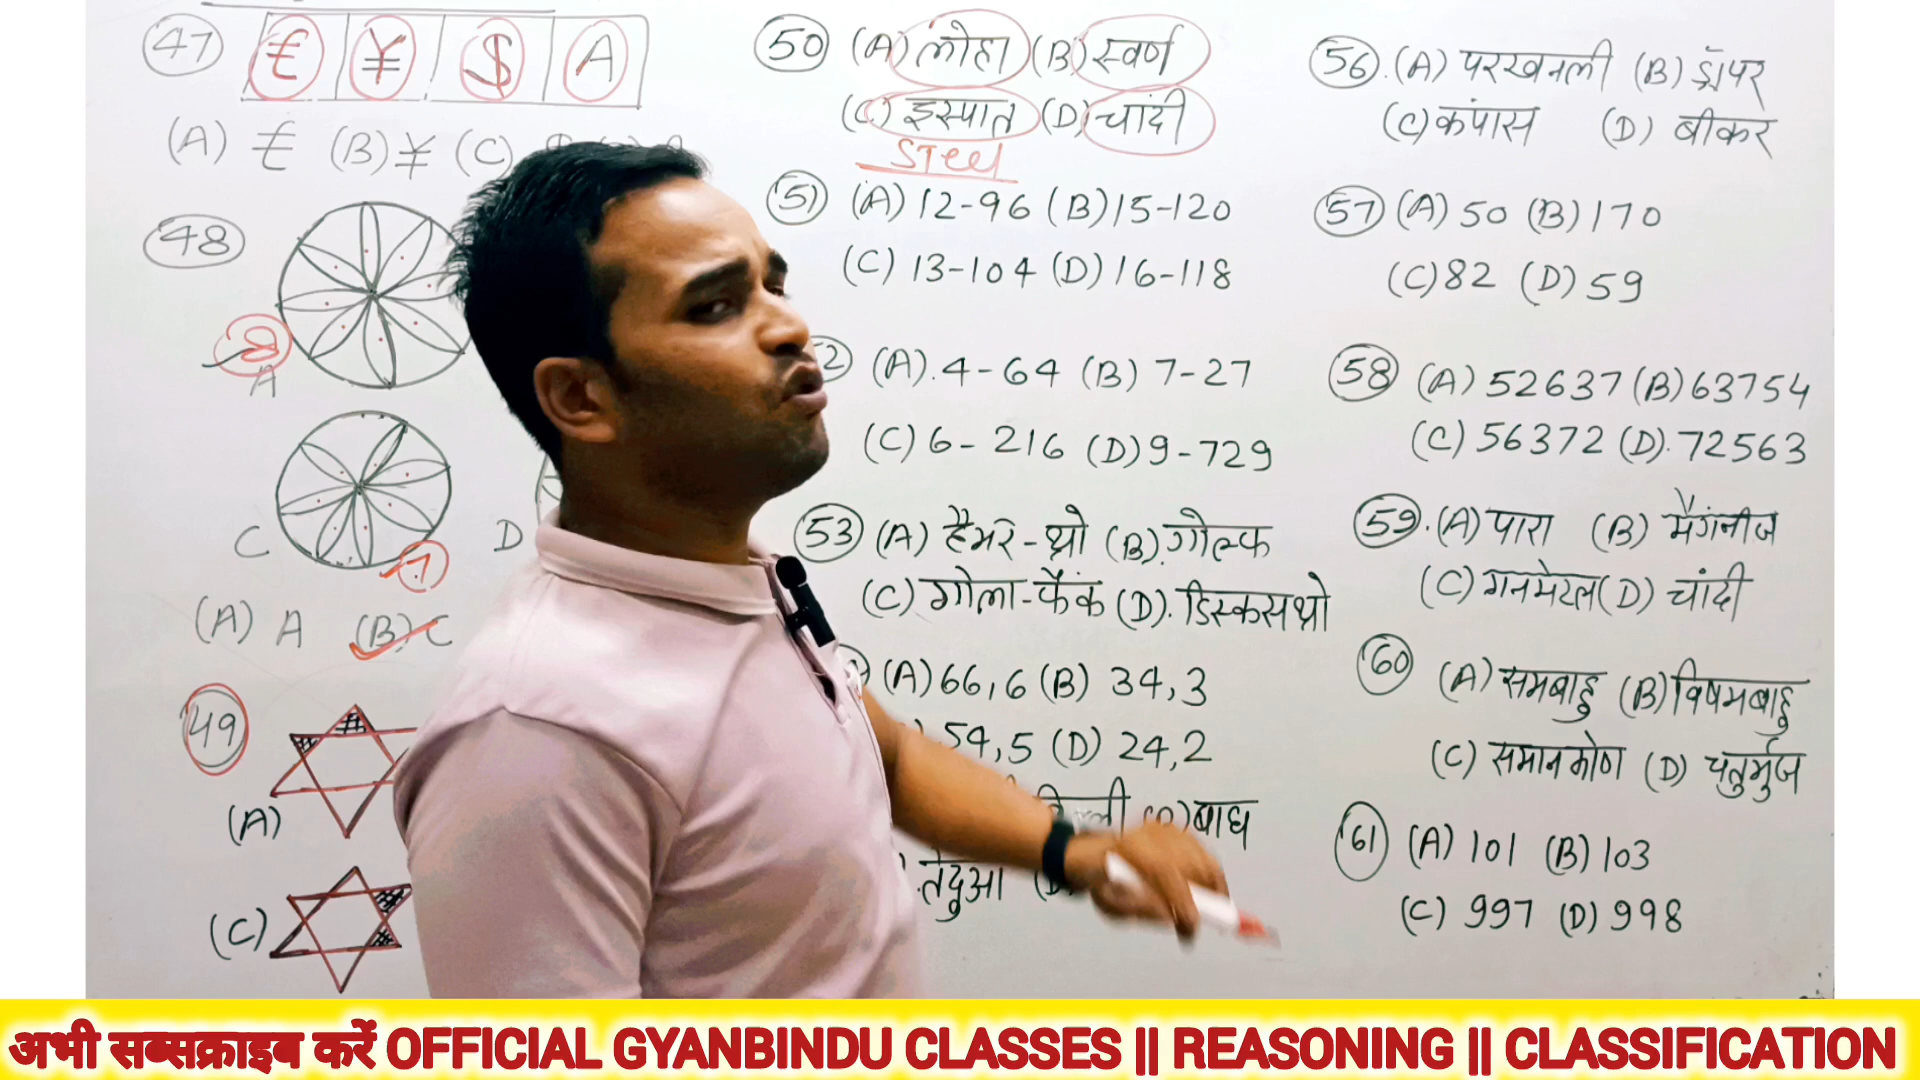 47 € ¥ $ A
(A) € (B) ¥ (C)
48
8
A
C D
7
(A) A (B) C
49
(A)
(C)
50 (A) लोहा (B) स्वर्ण
(C) इस्पात (D) चांदी
STeel
51 (A) 12-96 (B) 15-120
(C) 13-104 (D) 16-118
2 (A). 4-64 (B) 7-27
(C) 6-216 (D) 9-729
53 (A) हैमर-थ्रो (B). गोल्फ
(C) गोला-फैंक (D). डिस्कसथ्रो
(A) 66,6 (B) 34,3
54,5 (D) 24,2
बाघ
तेंदुआ
56. (A) परखनली (B) ड्रॉपर
(C) कंपास (D) बीकर
57 (A) 50 (B) 170
(C) 82 (D) 59
58 (A) 52637 (B) 63754
(C) 56372 (D). 72563
59. (A) पारा (B) मैगंनीज
(C) गनमेटल (D) चांदी
60 (A) समबाहु (B) विषमबाहु
(C) समानकोण (D) चतुर्भुज
61 (A) 101 (B) 103
(C) 997 (D) 998
अभी सब्सक्राइब करें OFFICIAL GYANBINDU CLASSES || REASONING || CLASSIFICATION